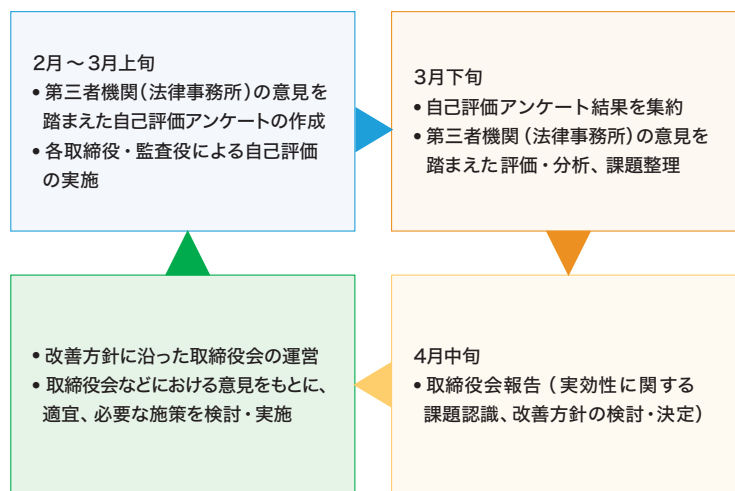 2月～3月上旬
• 第三者機関（法律事務所）の意見を
踏まえた自己評価アンケートの作成
• 各取締役・監査役による自己評価
の実施
3月下旬
• 自己評価アンケート結果を集約
• 第三者機関（法律事務所）の意見を
踏まえた評価・分析、課題整理
4月中旬
• 取締役会報告（実効性に関する
課題認識、改善方針の検討・決定）
• 改善方針に沿った取締役会の運営
• 取締役会などにおける意見をもとに、
適宜、必要な施策を検討・実施